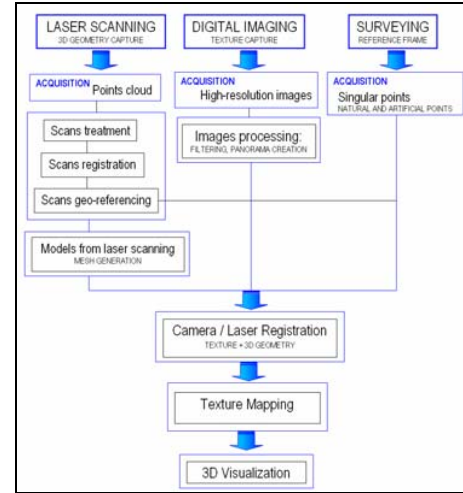 LASER SCANNING
3D GEOMETRY CAPTURE
DIGITAL IMAGING
TEXTURE CAPTURE
SURVEYING
REFERENCE FRAME
ACQUISITION Points cloud
ACQUISITION
High-resolution images
ACQUISITION
Singular points
NATURAL AND ARTIFICIAL POINTS
Scans treatment
Scans registration
Scans geo-referencing
Images processing:
FILTERING, PANORAMA CREATION
Models from laser scanning
MESH GENERATION
Camera / Laser Registration
TEXTURE + 3D GEOMETRY
Texture Mapping
3D Visualization